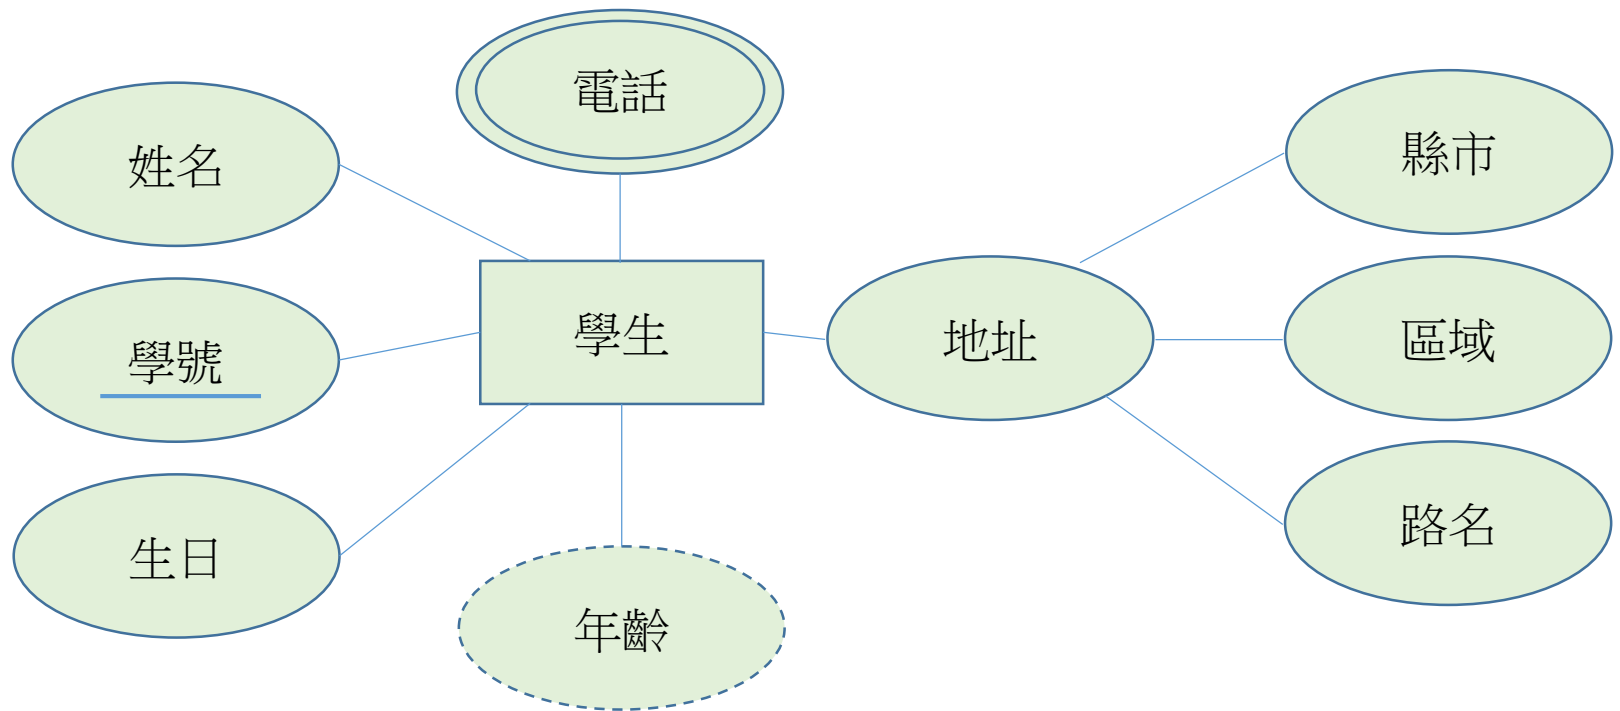 電話
姓名
縣市
學生
地址
區域
學號
路名
生日
年齡